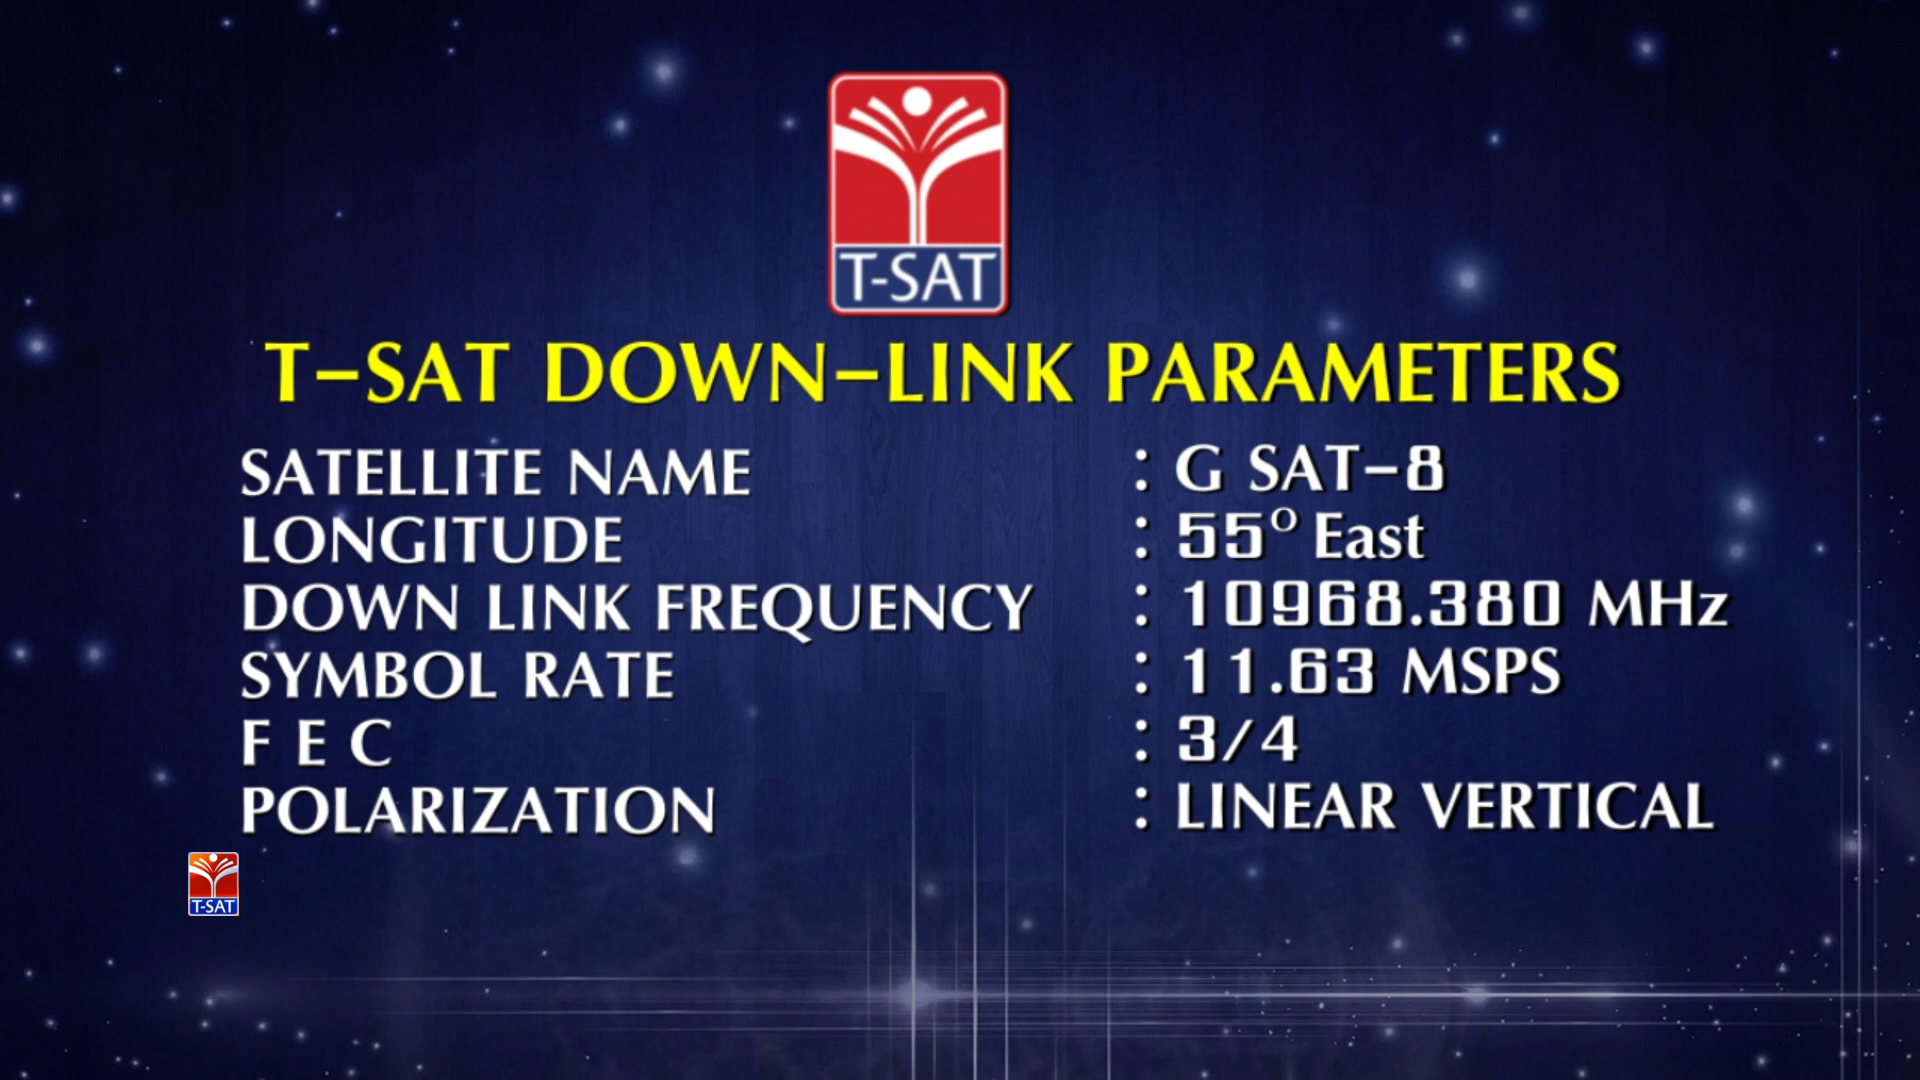 T-SAT
T-SAT DOWN-LINK PARAMETERS
SATELLITE NAME : G SAT-8
LONGITUDE : 55° East
DOWN LINK FREQUENCY : 10968.380 MHz
SYMBOL RATE : 11.63 MSPS
F E C : 3/4
POLARIZATION : LINEAR VERTICAL
T-SAT